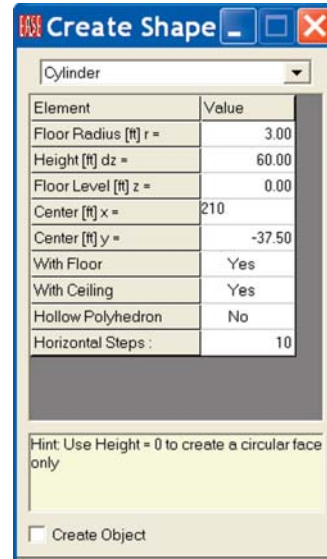 EASE Create Shape
Cylinder
Element Value
Floor Radius [ft] r = 3.00
Height [ft] dz = 60.00
Floor Level [ft] z = 0.00
Center [ft] x = 210
Center [ft] y = -37.50
With Floor Yes
With Ceiling Yes
Hollow Polyhedron No
Horizontal Steps : 10
Hint: Use Height = 0 to create a circular face
only
Create Object